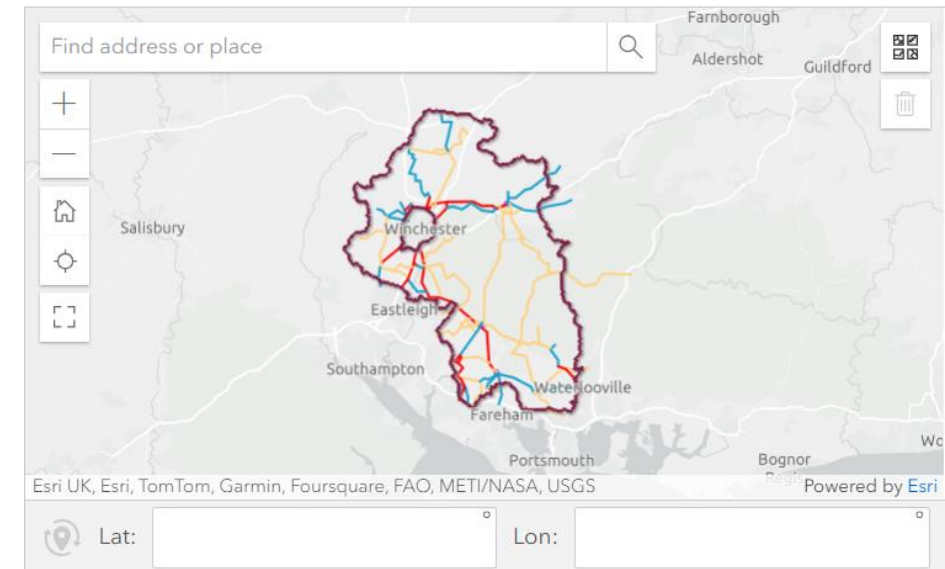 Farnborough
Find address or place
Aldershot
Guildford
Salisbury
Winchester
Eastleigh
Southampton
Waterlooville
Fareham
Portsmouth
Bognor
Regis
Esri UK, Esri, TomTom, Garmin, Foursquare, FAO, METI/NASA, USGS
Powered by Esri
Lat:
°
Lon:
°